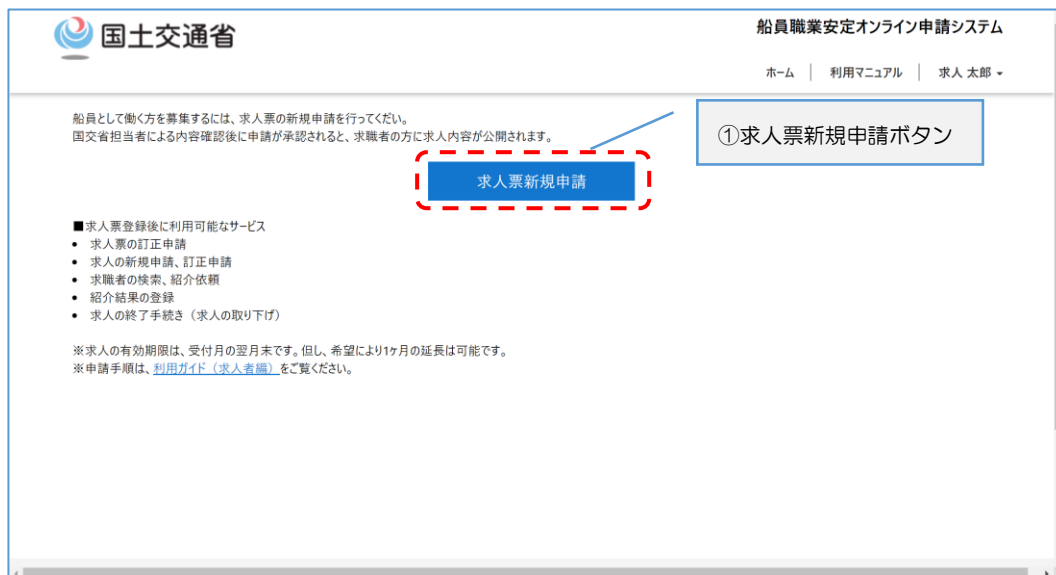 国土交通省
船員職業安定オンライン申請システム
ホーム | 利用マニュアル | 求人 太郎
船員として働く方を募集するには、求人票の新規申請を行ってくだい。
国交省担当者による内容確認後に申請が承認されると、求職者の方に求人内容が公開されます。
①求人票新規申請ボタン
求人票新規申請
■求人票登録後に利用可能なサービス
• 求人票の訂正申請
• 求人の新規申請、訂正申請
• 求職者の検索、紹介依頼
• 紹介結果の登録
• 求人の終了手続き（求人の取り下げ）
※求人の有効期限は、受付月の翌月末です。但し、希望により1ヶ月の延長は可能です。
※申請手順は、利用ガイド（求人者編）をご覧ください。